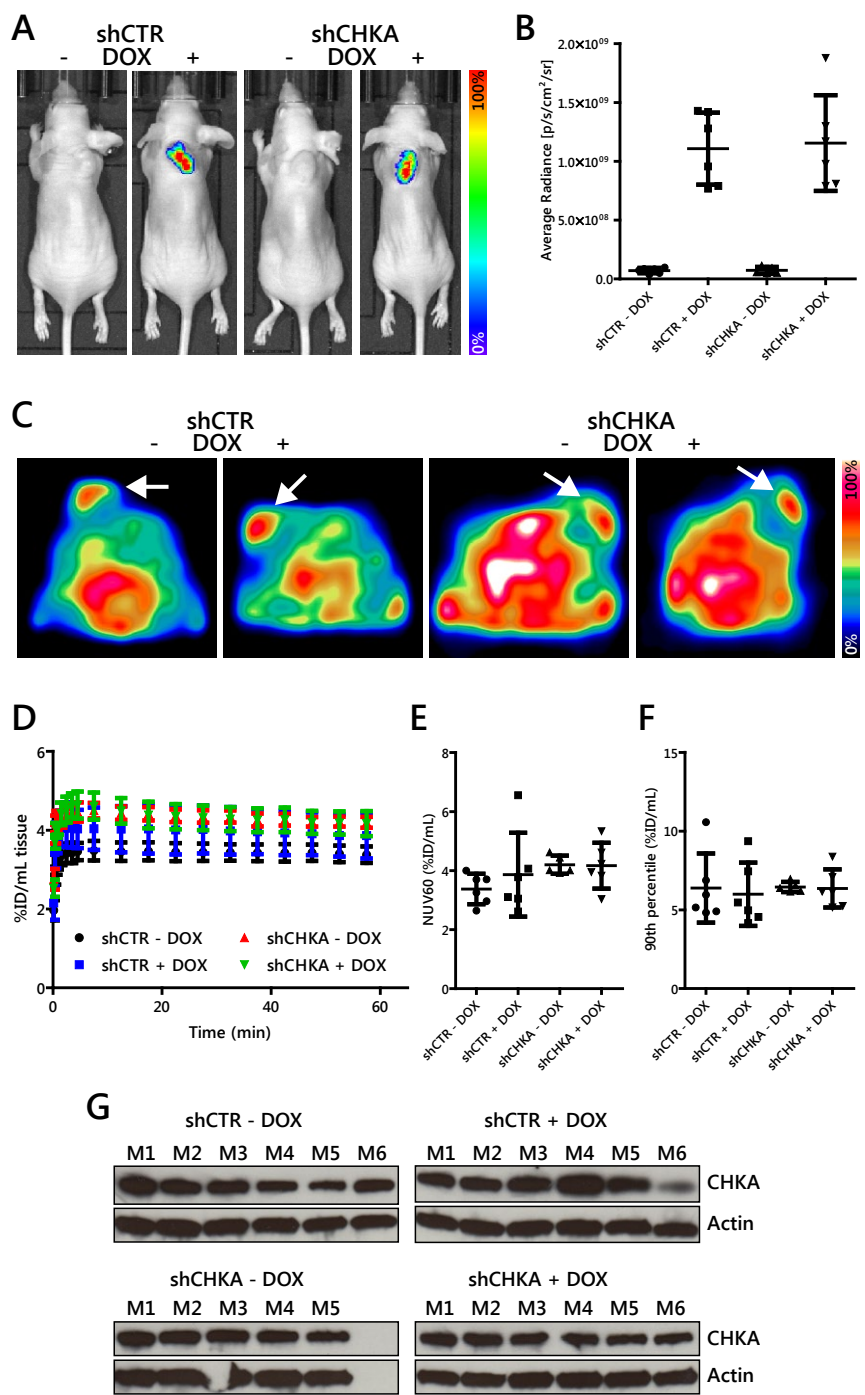 A
shCTR
- DOX +
shCHKA
- DOX +
100%
0%
B
Average Radiance [p/s/cm²/sr]
2.0×10⁰⁹
1.5×10⁰⁹
1.0×10⁰⁹
5.0×10⁰⁸
0.0
shCTR - DOX
shCTR + DOX
shCHKA - DOX
shCHKA + DOX
C
shCTR
- DOX +
shCHKA
- DOX +
100%
0%
D
%ID/mL tissue
6
4
2
0
shCTR - DOX
shCHKA - DOX
shCTR + DOX
shCHKA + DOX
0 20 40 60
Time (min)
E
NUV60 (%ID/mL)
8
6
4
2
0
shCTR - DOX
shCTR + DOX
shCHKA - DOX
shCHKA + DOX
F
90th percentile (%ID/mL)
15
10
5
0
shCTR - DOX
shCTR + DOX
shCHKA - DOX
shCHKA + DOX
G
shCTR - DOX
M1 M2 M3 M4 M5 M6
shCTR + DOX
M1 M2 M3 M4 M5 M6
CHKA
Actin
shCHKA - DOX
M1 M2 M3 M4 M5
shCHKA + DOX
M1 M2 M3 M4 M5 M6
CHKA
Actin